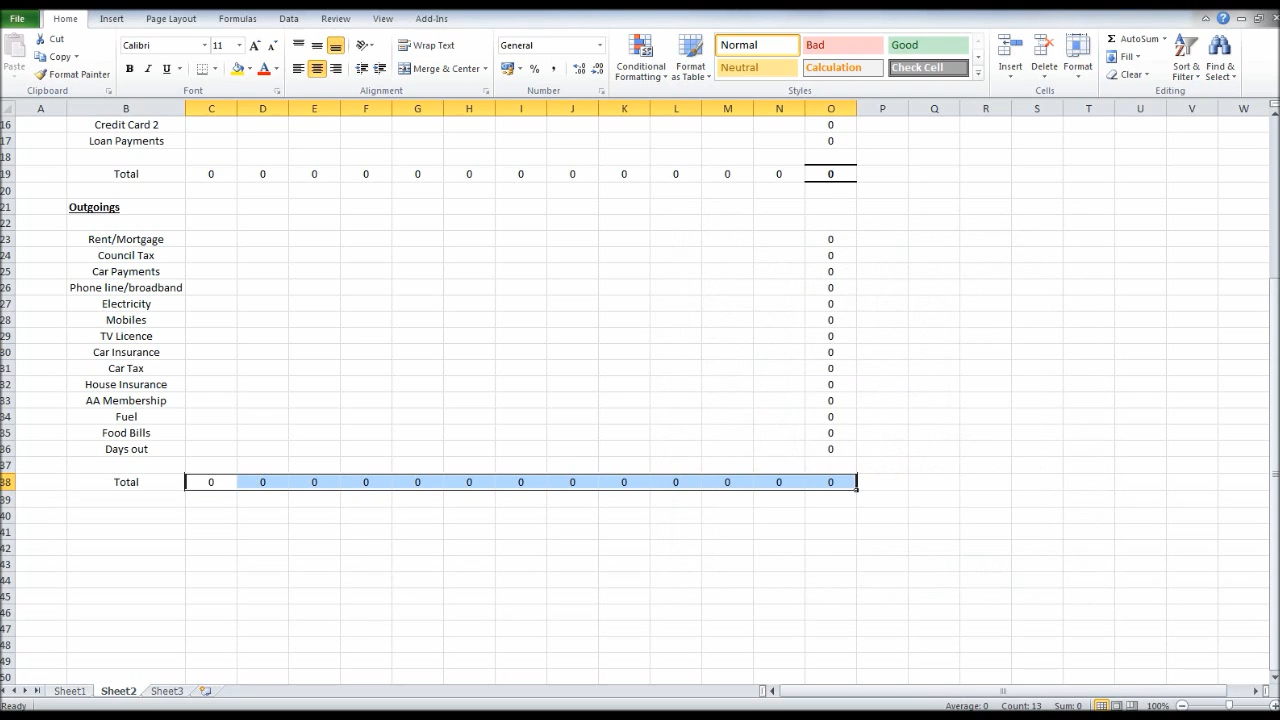 File Home Insert Page Layout Formulas Data Review View Add-Ins
Cut Calibri 11 A A Wrap Text General Normal Bad Good Σ AutoSum
Paste Copy Conditional Formatting Format as Table Insert Delete Format Fill Sort & Filter Find & Select
Format Painter B I U A Merge & Center % , Neutral Calculation Check Cell Clear
Clipboard Font Alignment Number Styles Cells Editing
A B C D E F G H I J K L M N O P Q R S T U V W
16 Credit Card 2 0
17 Loan Payments 0
18
19 Total 0 0 0 0 0 0 0 0 0 0 0 0 0
20
21 Outgoings
22
23 Rent/Mortgage 0
24 Council Tax 0
25 Car Payments 0
26 Phone line/broadband 0
27 Electricity 0
28 Mobiles 0
29 TV Licence 0
30 Car Insurance 0
31 Car Tax 0
32 House Insurance 0
33 AA Membership 0
34 Fuel 0
35 Food Bills 0
36 Days out 0
37
38 Total 0 0 0 0 0 0 0 0 0 0 0 0 0
39
40
41
42
43
44
45
46
47
48
49
50
Sheet1 Sheet2 Sheet3
Ready Average: 0 Count: 13 Sum: 0 100%